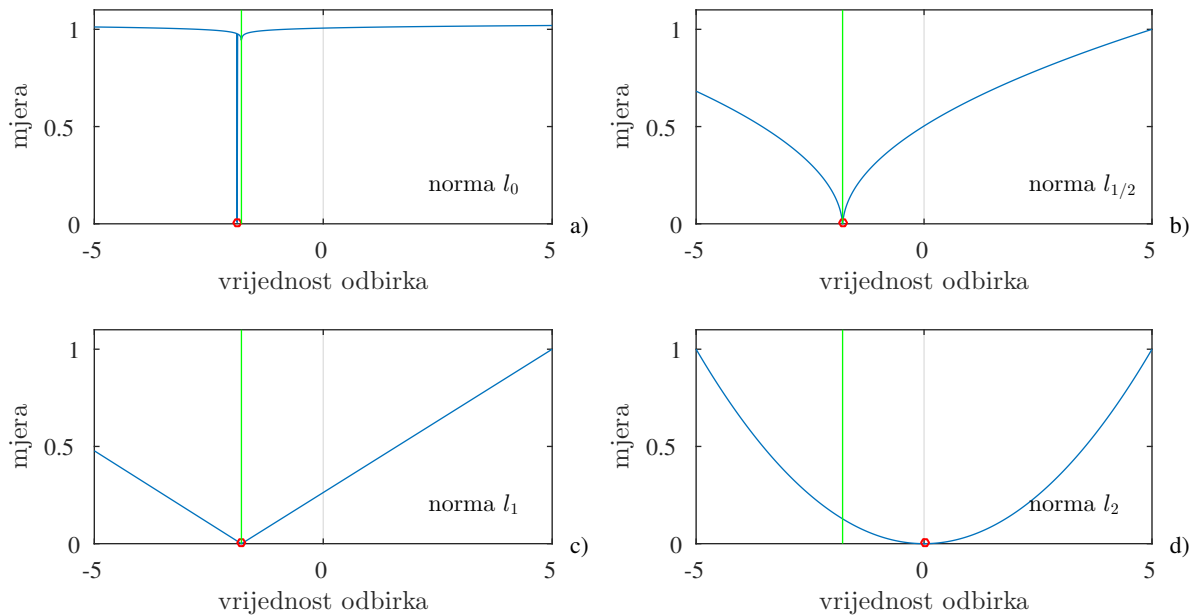 1
0.5
0
mjera
norma l0
-5 0 5
vrijednost odbirka
a)
1
0.5
0
mjera
norma l1/2
-5 0 5
vrijednost odbirka
b)
1
0.5
0
mjera
norma l1
-5 0 5
vrijednost odbirka
c)
1
0.5
0
mjera
norma l2
-5 0 5
vrijednost odbirka
d)